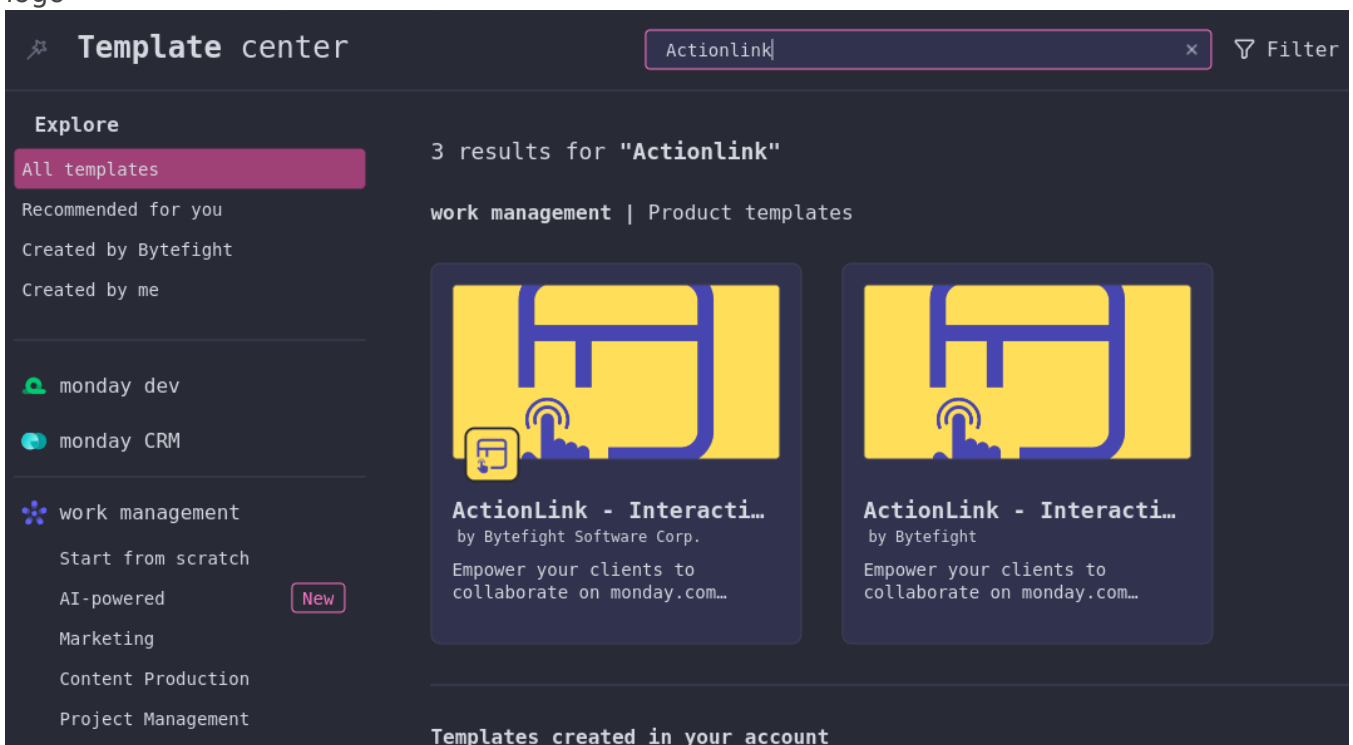 logo
Template center
Actionlink
Filter
Explore
All templates
Recommended for you
Created by Bytefight
Created by me
monday dev
monday CRM
work management
Start from scratch
AI-powered New
Marketing
Content Production
Project Management
3 results for "Actionlink"
work management | Product templates
ActionLink - Interacti…
by Bytefight Software Corp.
Empower your clients to
collaborate on monday.com…
ActionLink - Interacti…
by Bytefight
Empower your clients to
collaborate on monday.com…
Templates created in your account